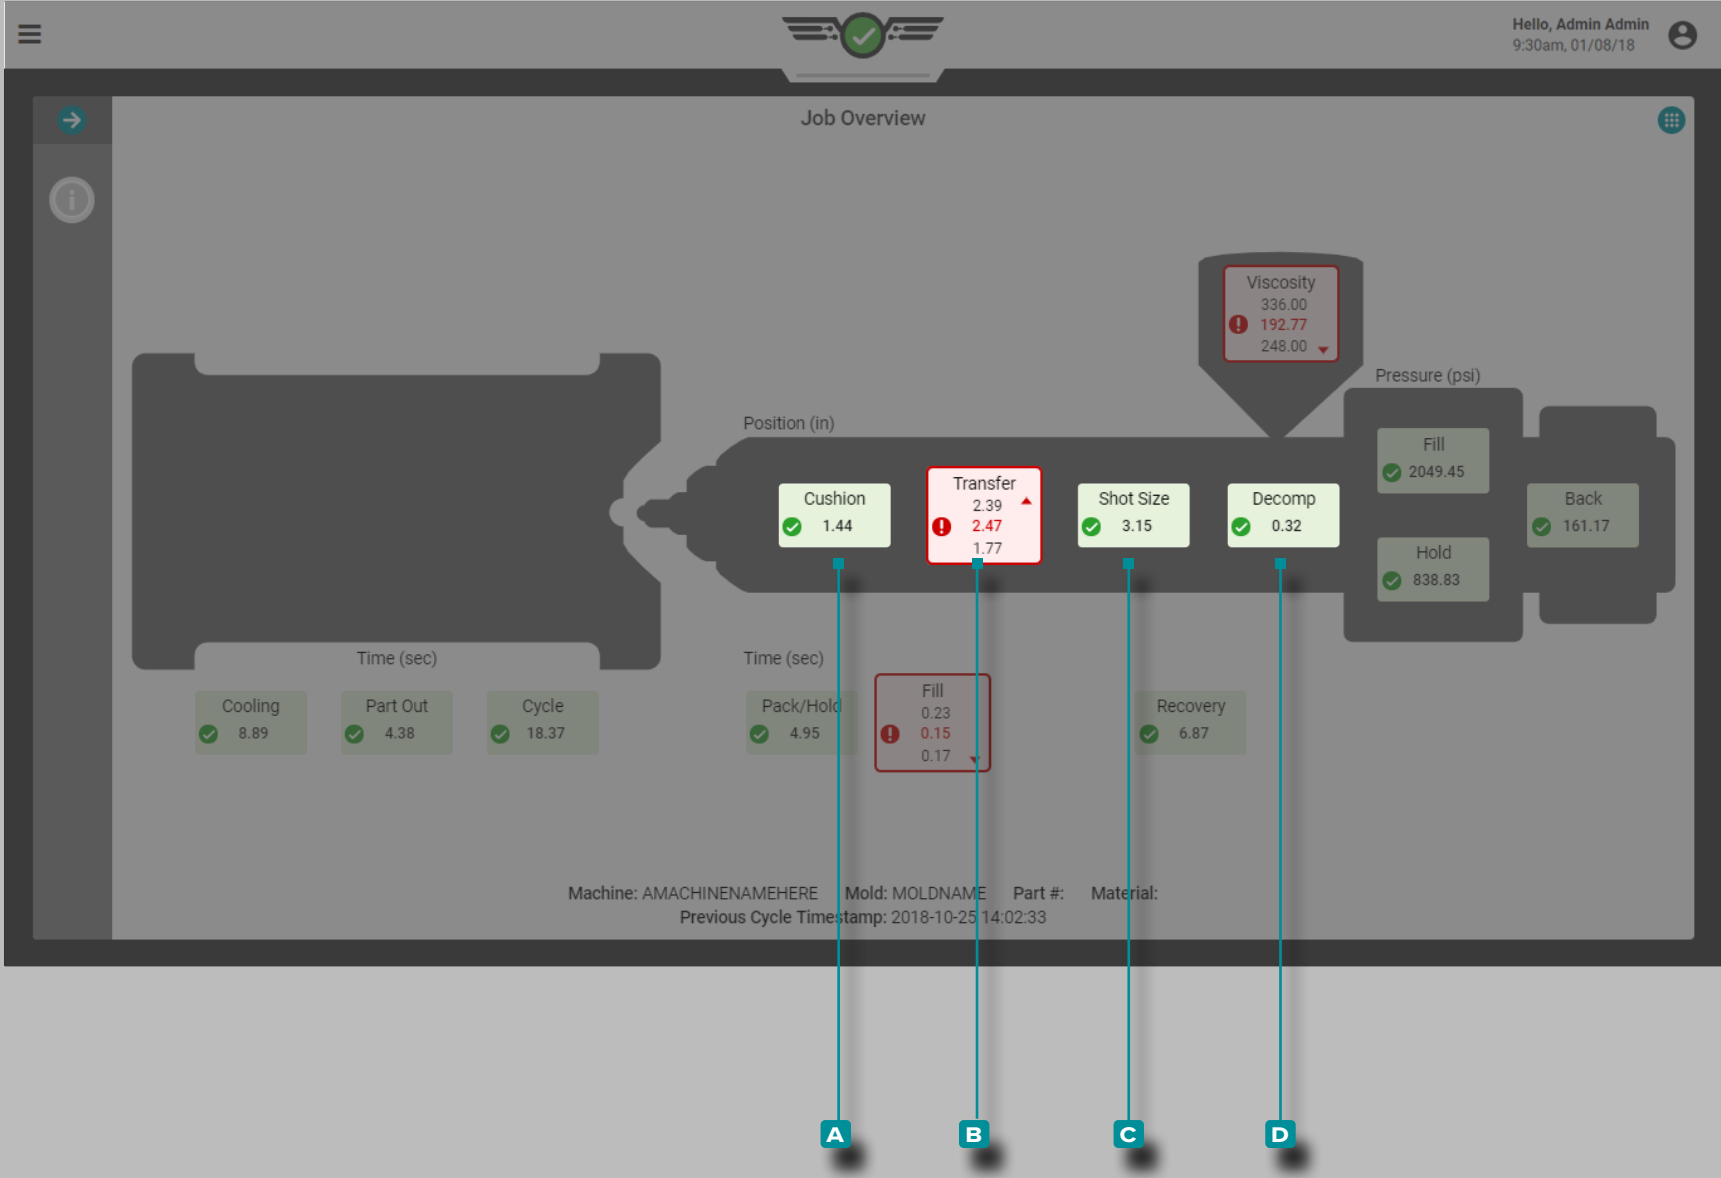 Hello, Admin Admin
9:30am, 01/08/18
Job Overview
Viscosity
336.00
192.77
248.00
Pressure (psi)
Position (in)
Cushion
1.44
Transfer
2.39
2.47
1.77
Shot Size
3.15
Decomp
0.32
Fill
2049.45
Hold
838.83
Back
161.17
Time (sec)
Cooling
8.89
Part Out
4.38
Cycle
18.37
Time (sec)
Pack/Hold
4.95
Fill
0.23
0.15
0.17
Recovery
6.87
Machine: AMACHINENAMEHERE Mold: MOLDNAME Part #: Material:
Previous Cycle Timestamp: 2018-10-25 14:02:33
A B C D